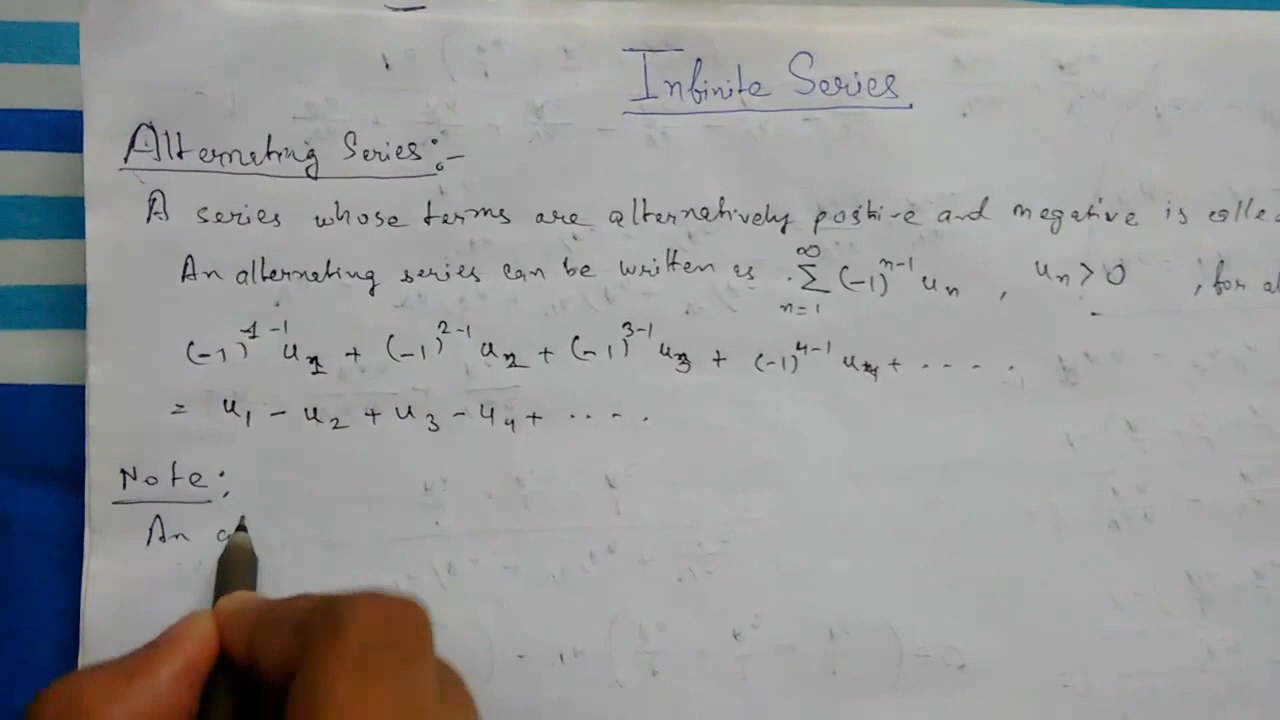 Infinite Series
Alternating Series:-
A series whose terms are alternatively positive and negative is
An alternating series can be written as ∑_{n=1}^{∞} (-1)^{n-1} u_n , u_n > 0 , for
(-1)^{1-1} u_1 + (-1)^{2-1} u_2 + (-1)^{3-1} u_3 + (-1)^{4-1} u_4 + .....
= u_1 - u_2 + u_3 - u_4 + .....
Note:
An